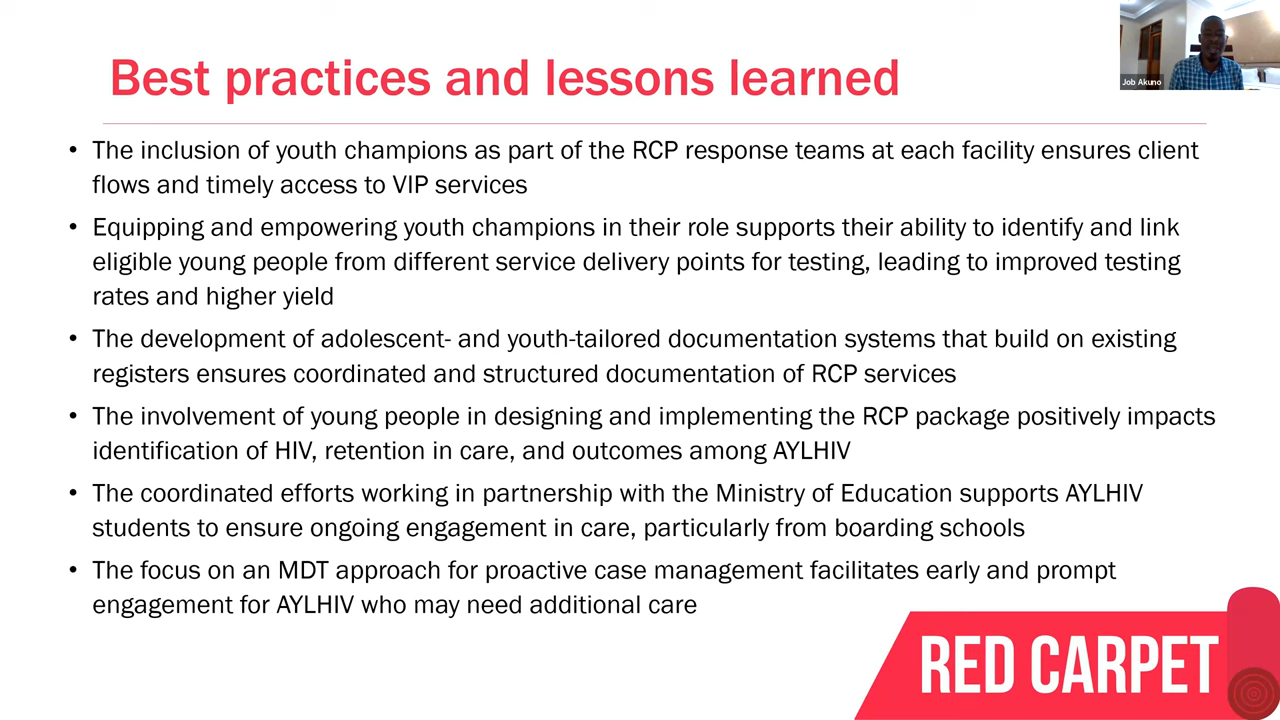 Best practices and lessons learned
Job Akuno
• The inclusion of youth champions as part of the RCP response teams at each facility ensures client
flows and timely access to VIP services
• Equipping and empowering youth champions in their role supports their ability to identify and link
eligible young people from different service delivery points for testing, leading to improved testing
rates and higher yield
• The development of adolescent- and youth-tailored documentation systems that build on existing
registers ensures coordinated and structured documentation of RCP services
• The involvement of young people in designing and implementing the RCP package positively impacts
identification of HIV, retention in care, and outcomes among AYLHIV
• The coordinated efforts working in partnership with the Ministry of Education supports AYLHIV
students to ensure ongoing engagement in care, particularly from boarding schools
• The focus on an MDT approach for proactive case management facilitates early and prompt
engagement for AYLHIV who may need additional care
RED CARPET